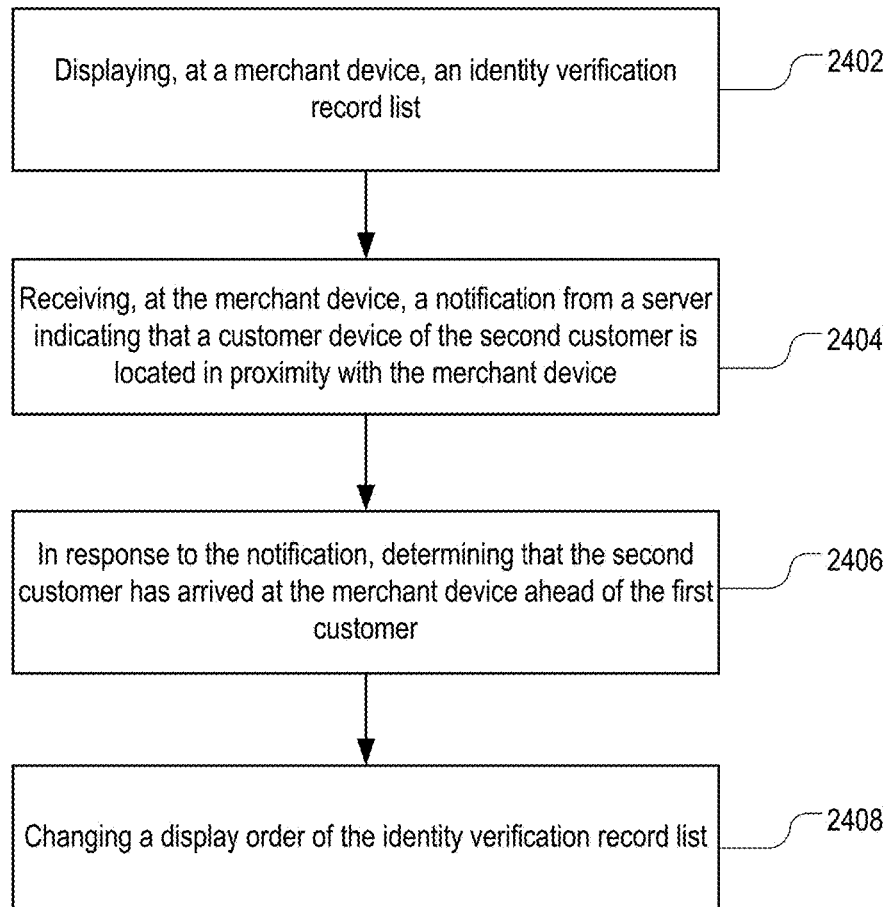 Displaying, at a merchant device, an identity verification
record list
2402
Receiving, at the merchant device, a notification from a server
indicating that a customer device of the second customer is
located in proximity with the merchant device
2404
In response to the notification, determining that the second
customer has arrived at the merchant device ahead of the first
customer
2406
Changing a display order of the identity verification record list
2408